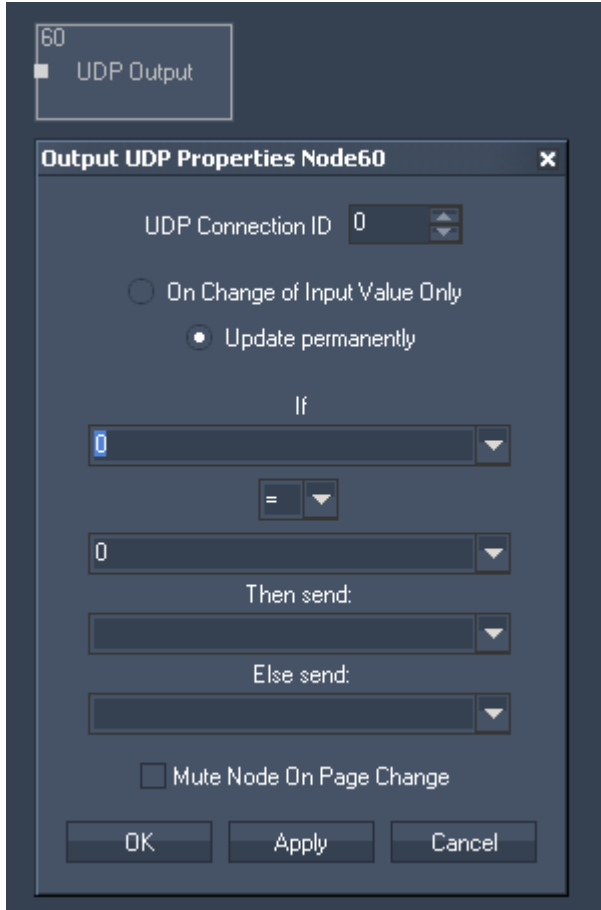 60
UDP Output
Output UDP Properties Node60
UDP Connection ID 0
On Change of Input Value Only
Update permanently
If
0
=
0
Then send:
Else send:
Mute Node On Page Change
OK Apply Cancel